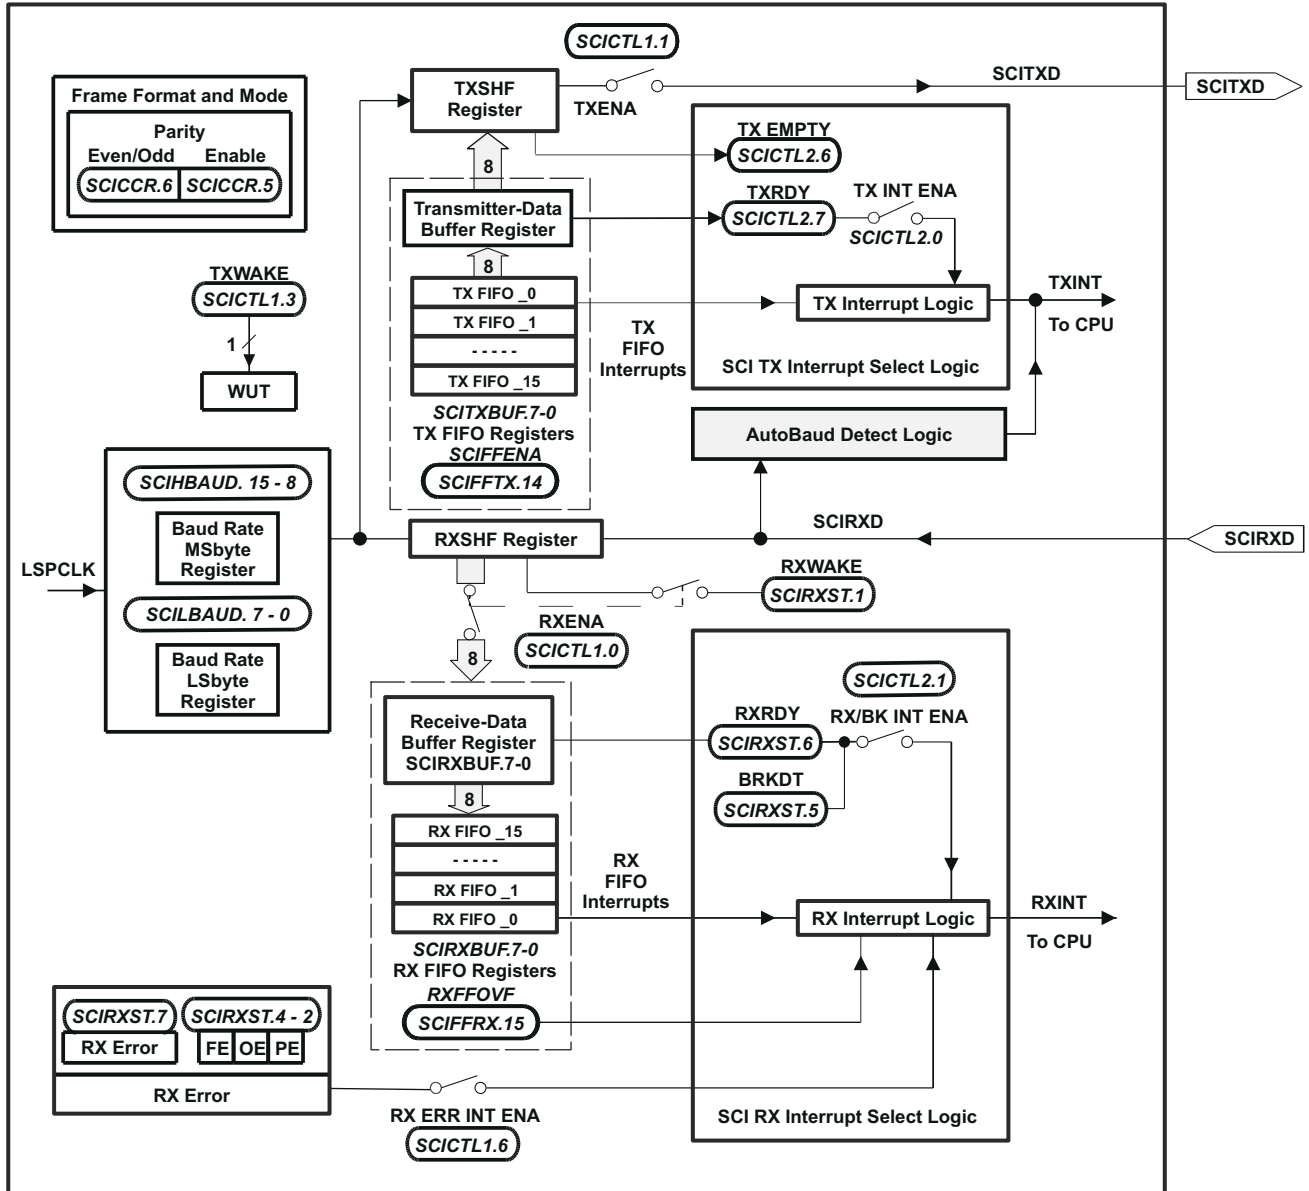 SCICTL1.1
TXSHF
Register
TXENA
SCITXD
SCITXD
Frame Format and Mode
Parity
Even/Odd Enable
SCICCR.6 SCICCR.5
TX EMPTY
SCICTL2.6
8
Transmitter-Data
Buffer Register
TXRDY
SCICTL2.7
TX INT ENA
SCICTL2.0
8
TXWAKE
SCICTL1.3
1
WUT
TX FIFO _0
TX FIFO _1
- - - - -
TX FIFO _15
TX
FIFO
Interrupts
TX Interrupt Logic
TXINT
To CPU
SCI TX Interrupt Select Logic
SCITXBUF.7-0
TX FIFO Registers
SCIFFENA
SCIFFTX.14
AutoBaud Detect Logic
LSPCLK
SCIHBAUD. 15 - 8
Baud Rate
MSbyte
Register
SCILBAUD. 7 - 0
Baud Rate
LSbyte
Register
RXSHF Register
SCIRXD
SCIRXD
RXWAKE
SCIRXST.1
RXENA
SCICTL1.0
8
SCICTL2.1
RX/BK INT ENA
RXRDY
SCIRXST.6
BRKDT
SCIRXST.5
Receive-Data
Buffer Register
SCIRXBUF.7-0
8
RX FIFO _15
- - - - -
RX FIFO _1
RX FIFO _0
RX
FIFO
Interrupts
RX Interrupt Logic
RXINT
To CPU
SCIRXBUF.7-0
RX FIFO Registers
RXFFOVF
SCIFFRX.15
SCIRXST.7 SCIRXST.4 - 2
RX Error FE OE PE
RX Error
RX ERR INT ENA
SCICTL1.6
SCI RX Interrupt Select Logic